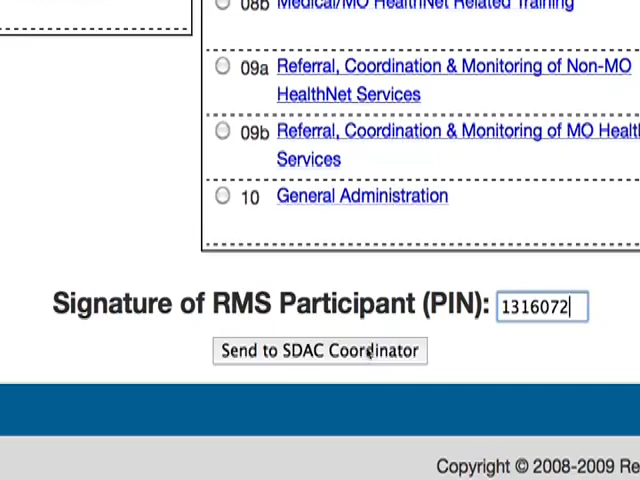 08b Medical/MO HealthNet Related Training
09a Referral, Coordination & Monitoring of Non-MO
HealthNet Services
09b Referral, Coordination & Monitoring of MO Healt
Services
10 General Administration
Signature of RMS Participant (PIN): 1316072
Send to SDAC Coordinator
Copyright © 2008-2009 Re